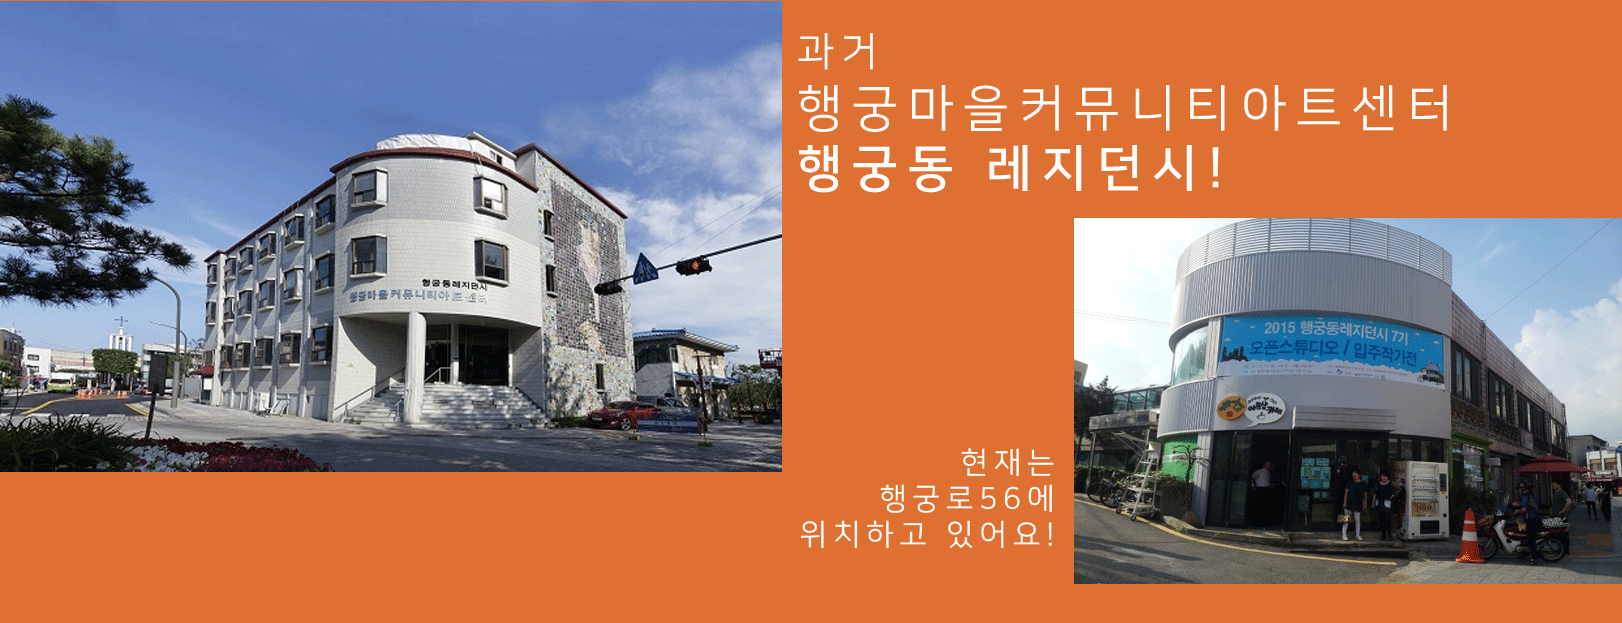 과거
행궁마을커뮤니티아트센터
행궁동 레지던시!
행궁동레지던시
행궁마을커뮤니티아트센터
2015 행궁동레지던시 7기
오픈스튜디오 / 입주작가전
현재는
행궁로56에
위치하고 있어요!